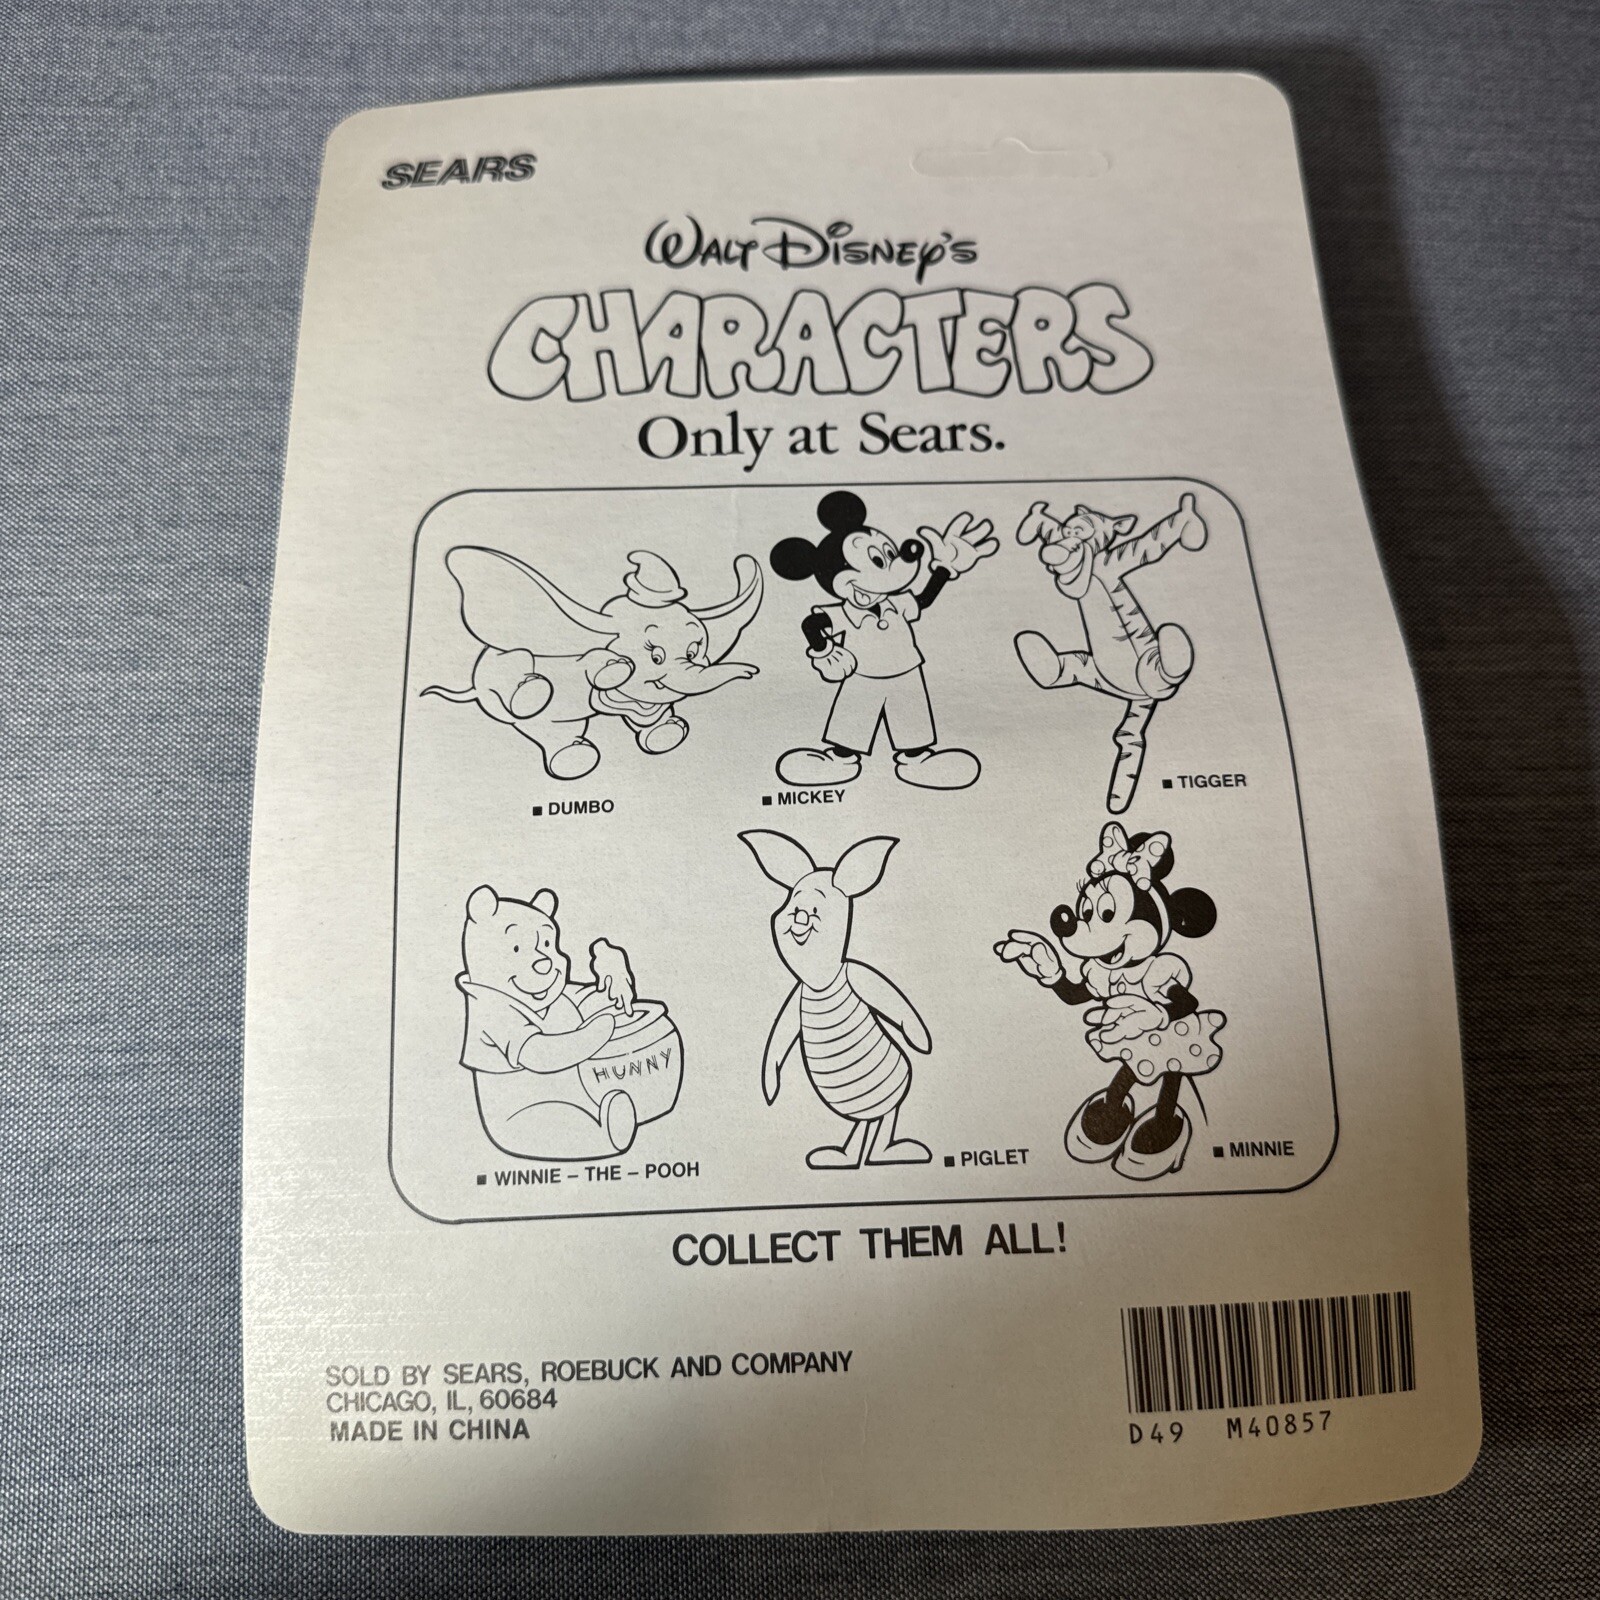 SEARS
WALT DISNEY'S
CHARACTERS
Only at Sears.
■ DUMBO
■ MICKEY
■ TIGGER
HUNNY
■ WINNIE – THE – POOH
■ PIGLET
■ MINNIE
COLLECT THEM ALL!
SOLD BY SEARS, ROEBUCK AND COMPANY
CHICAGO, IL, 60684
MADE IN CHINA
D49 M40857